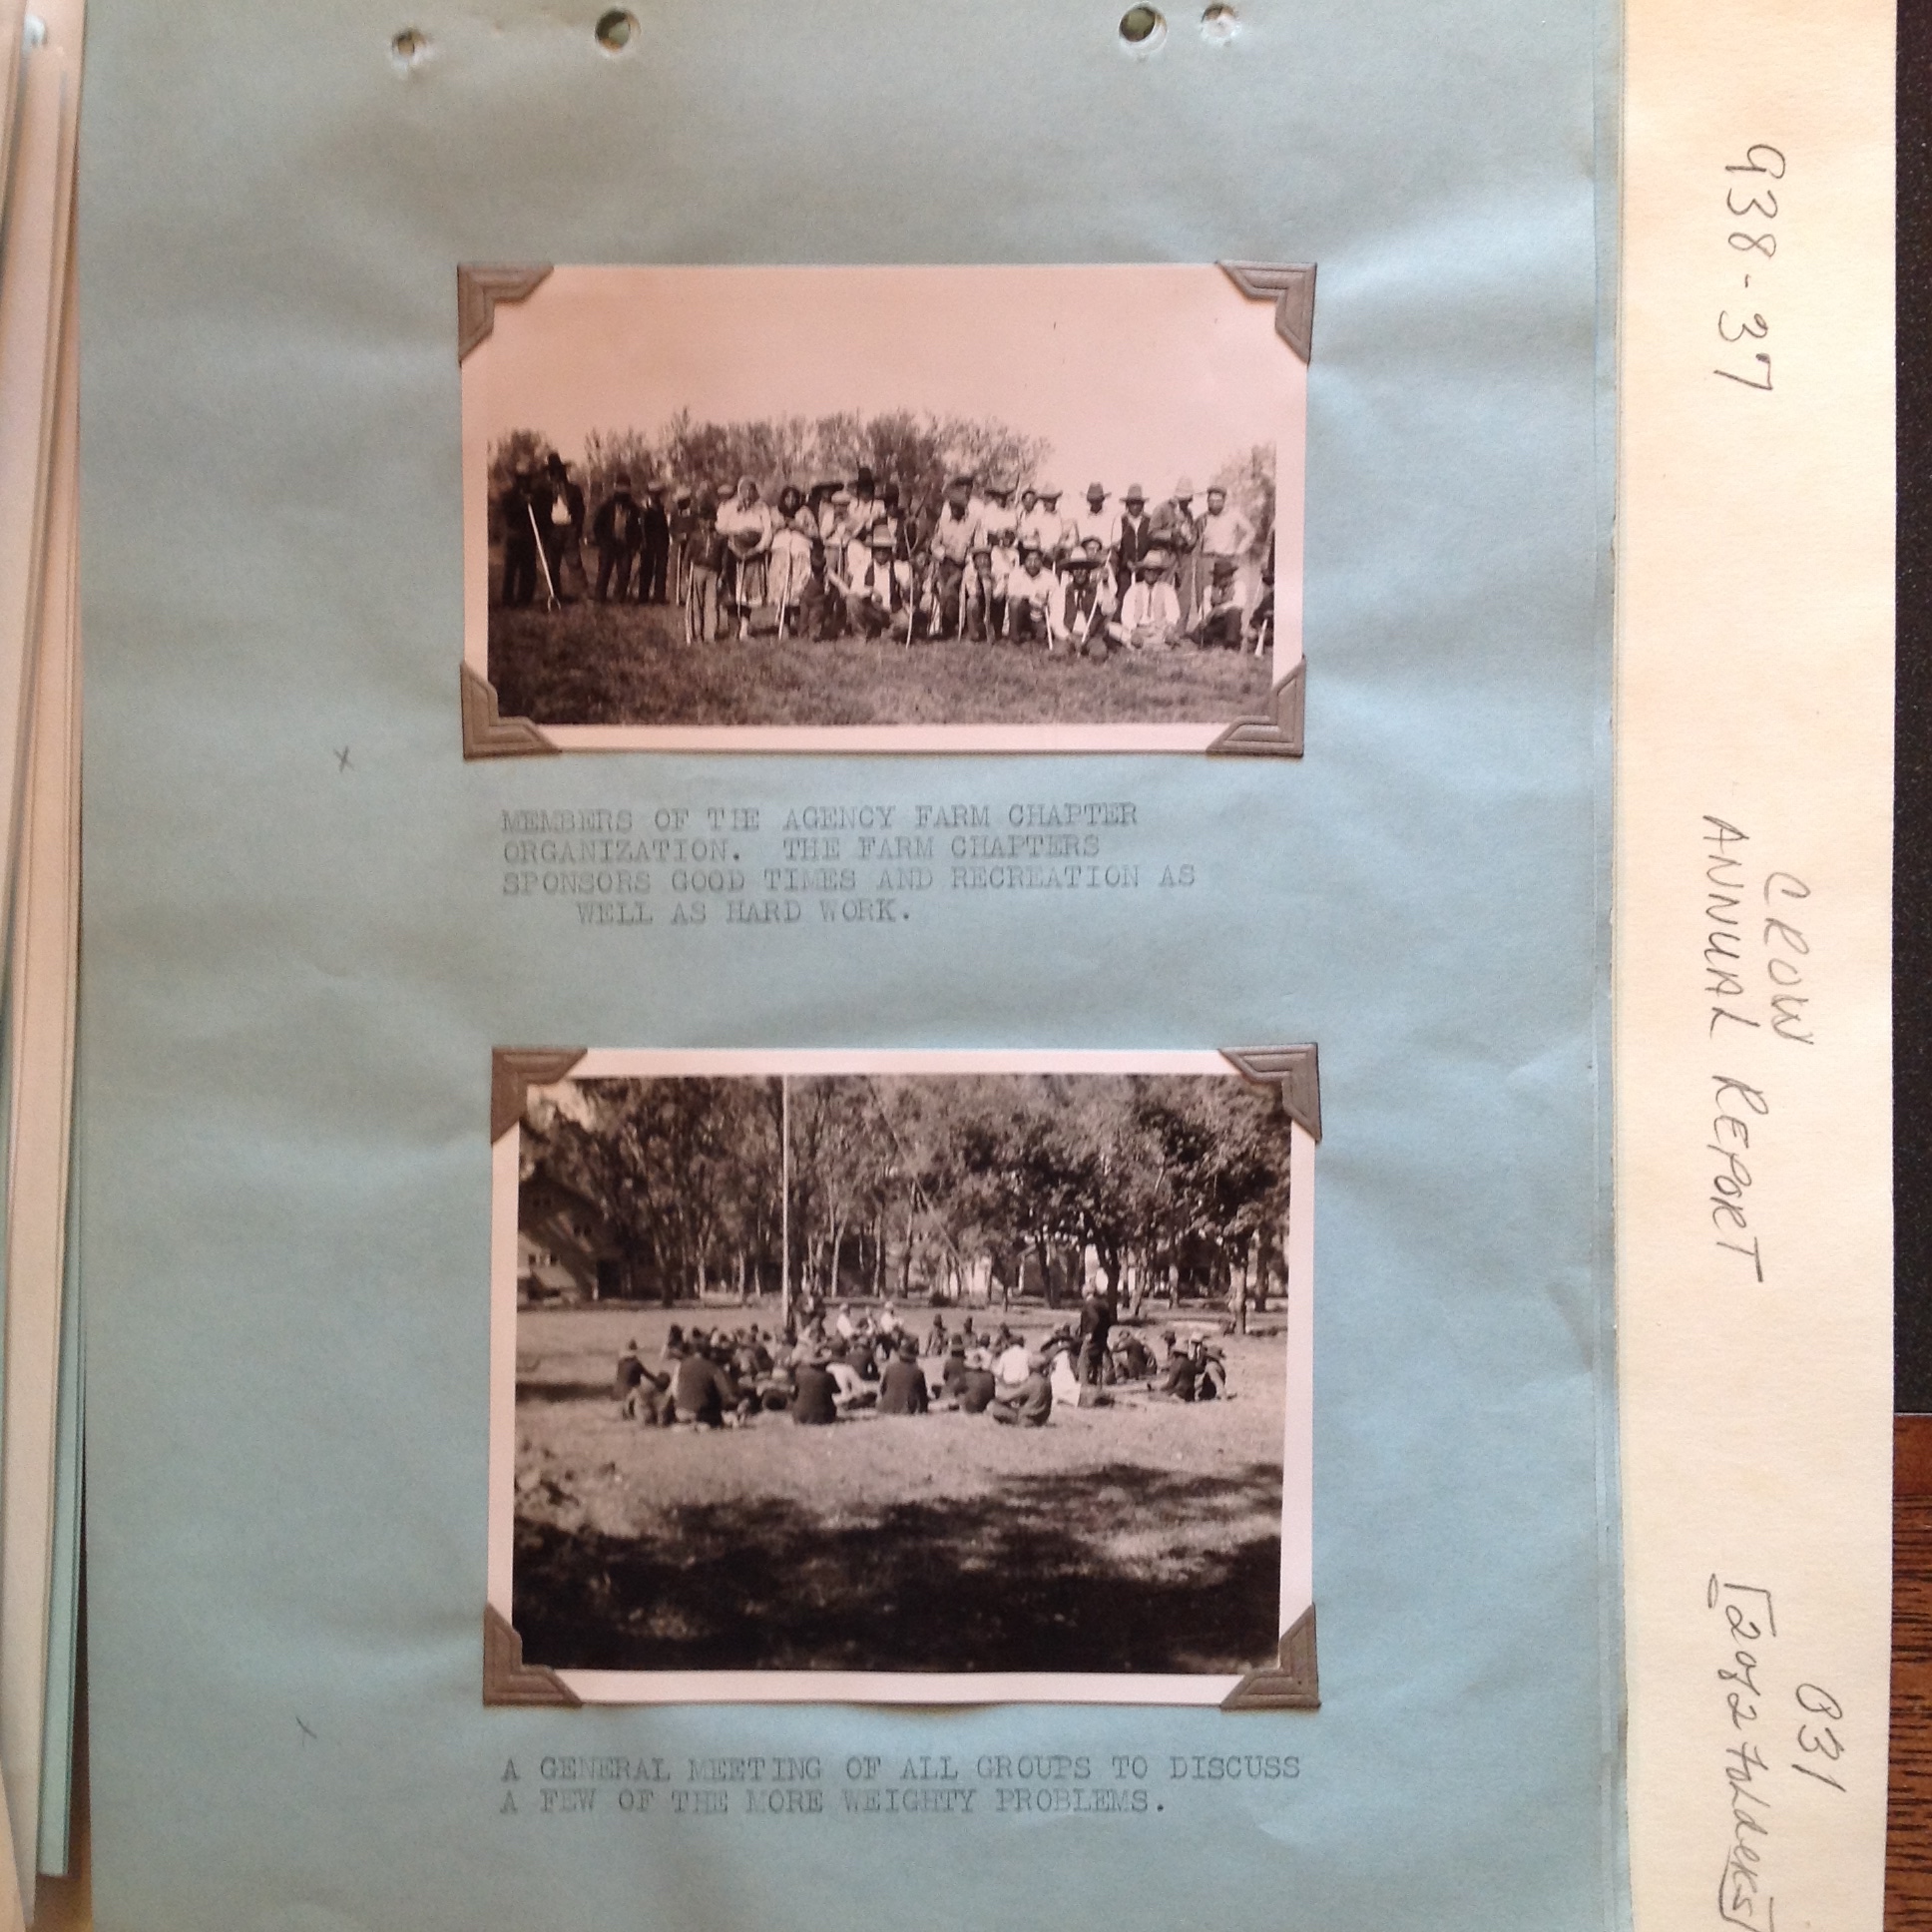 MEMBERS OF THE AGENCY FARM CHAPTER
ORGANIZATION. THE FARM CHAPTERS
SPONSORS GOOD TIMES AND RECREATION AS
WELL AS HARD WORK.
A GENERAL MEETING OF ALL GROUPS TO DISCUSS
A FEW OF THE MORE WEIGHTY PROBLEMS.
938-37
CROW
ANNUAL REPORT
031
[2 of 2 folders]